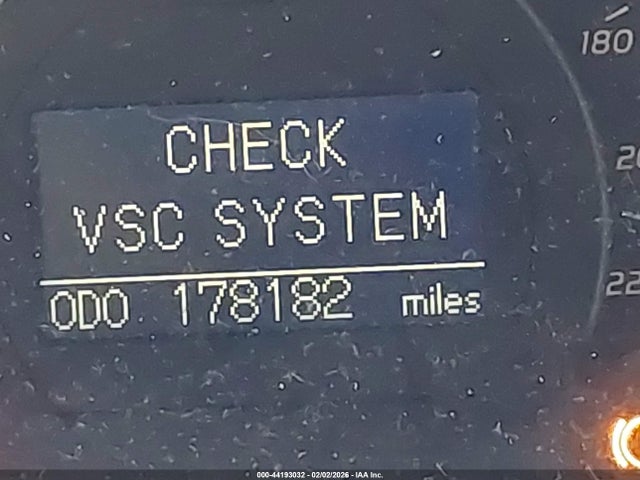 180
CHECK
VSC SYSTEM
ODO 178182 miles
000-44193032 - 02/02/2026 - IAA Inc.